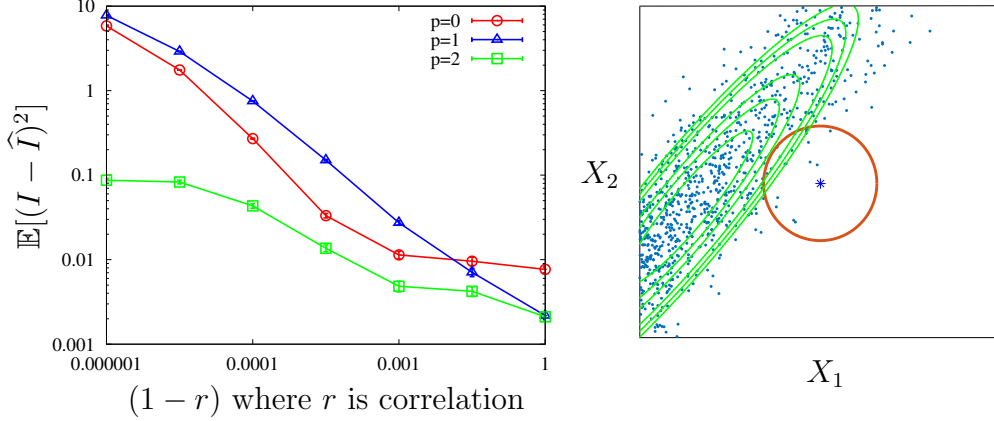 10
1
0.1
0.01
0.001
0.000001
0.0001
0.001
1
p=0
p=1
p=2
𝔼[(I − Î)²]
(1 − r) where r is correlation
X₂
X₁